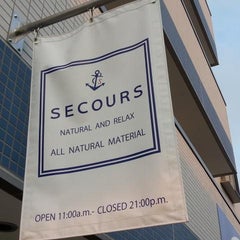 SECOURS
NATURAL AND RELAX
ALL NATURAL MATERIAL
OPEN 11:00a.m.- CLOSED 21:00p.m.